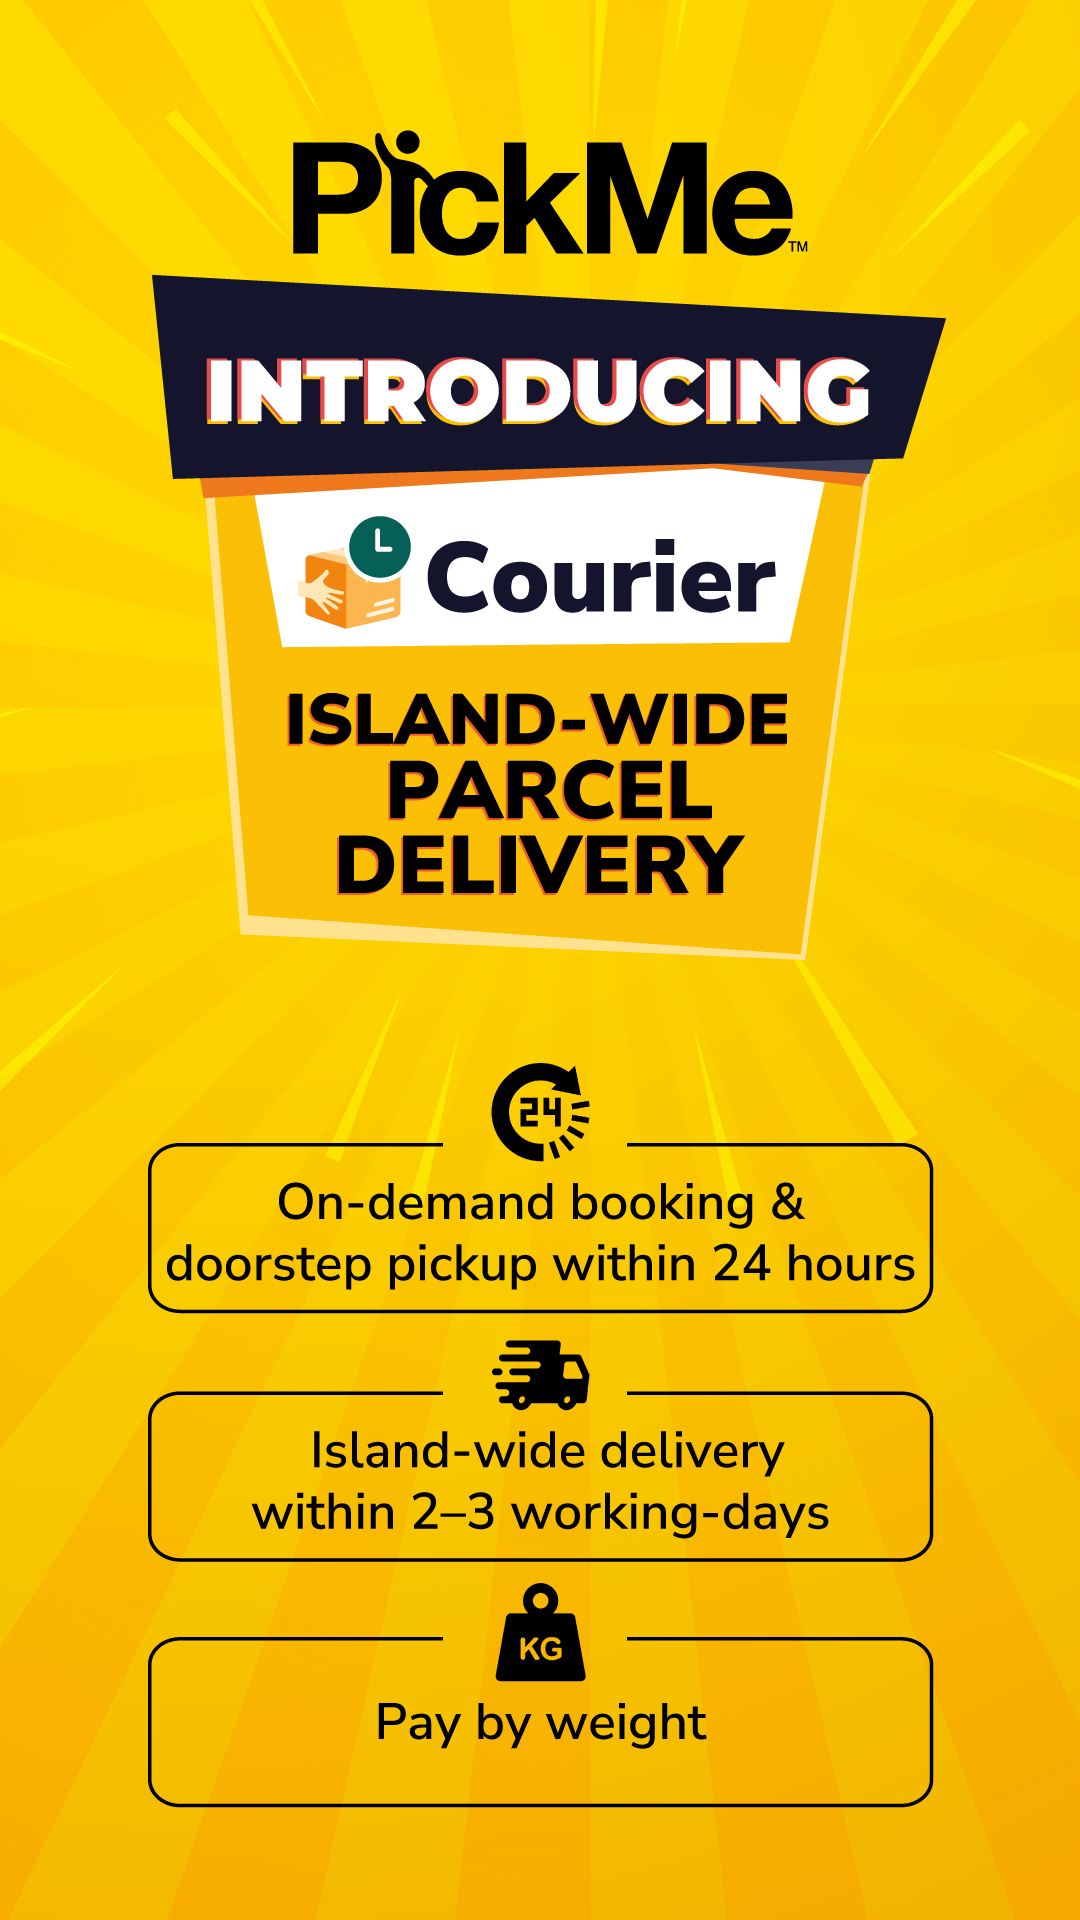 PickMe™
INTRODUCING
Courier
ISLAND-WIDE
PARCEL
DELIVERY
24
On-demand booking &
doorstep pickup within 24 hours
Island-wide delivery
within 2–3 working-days
KG
Pay by weight